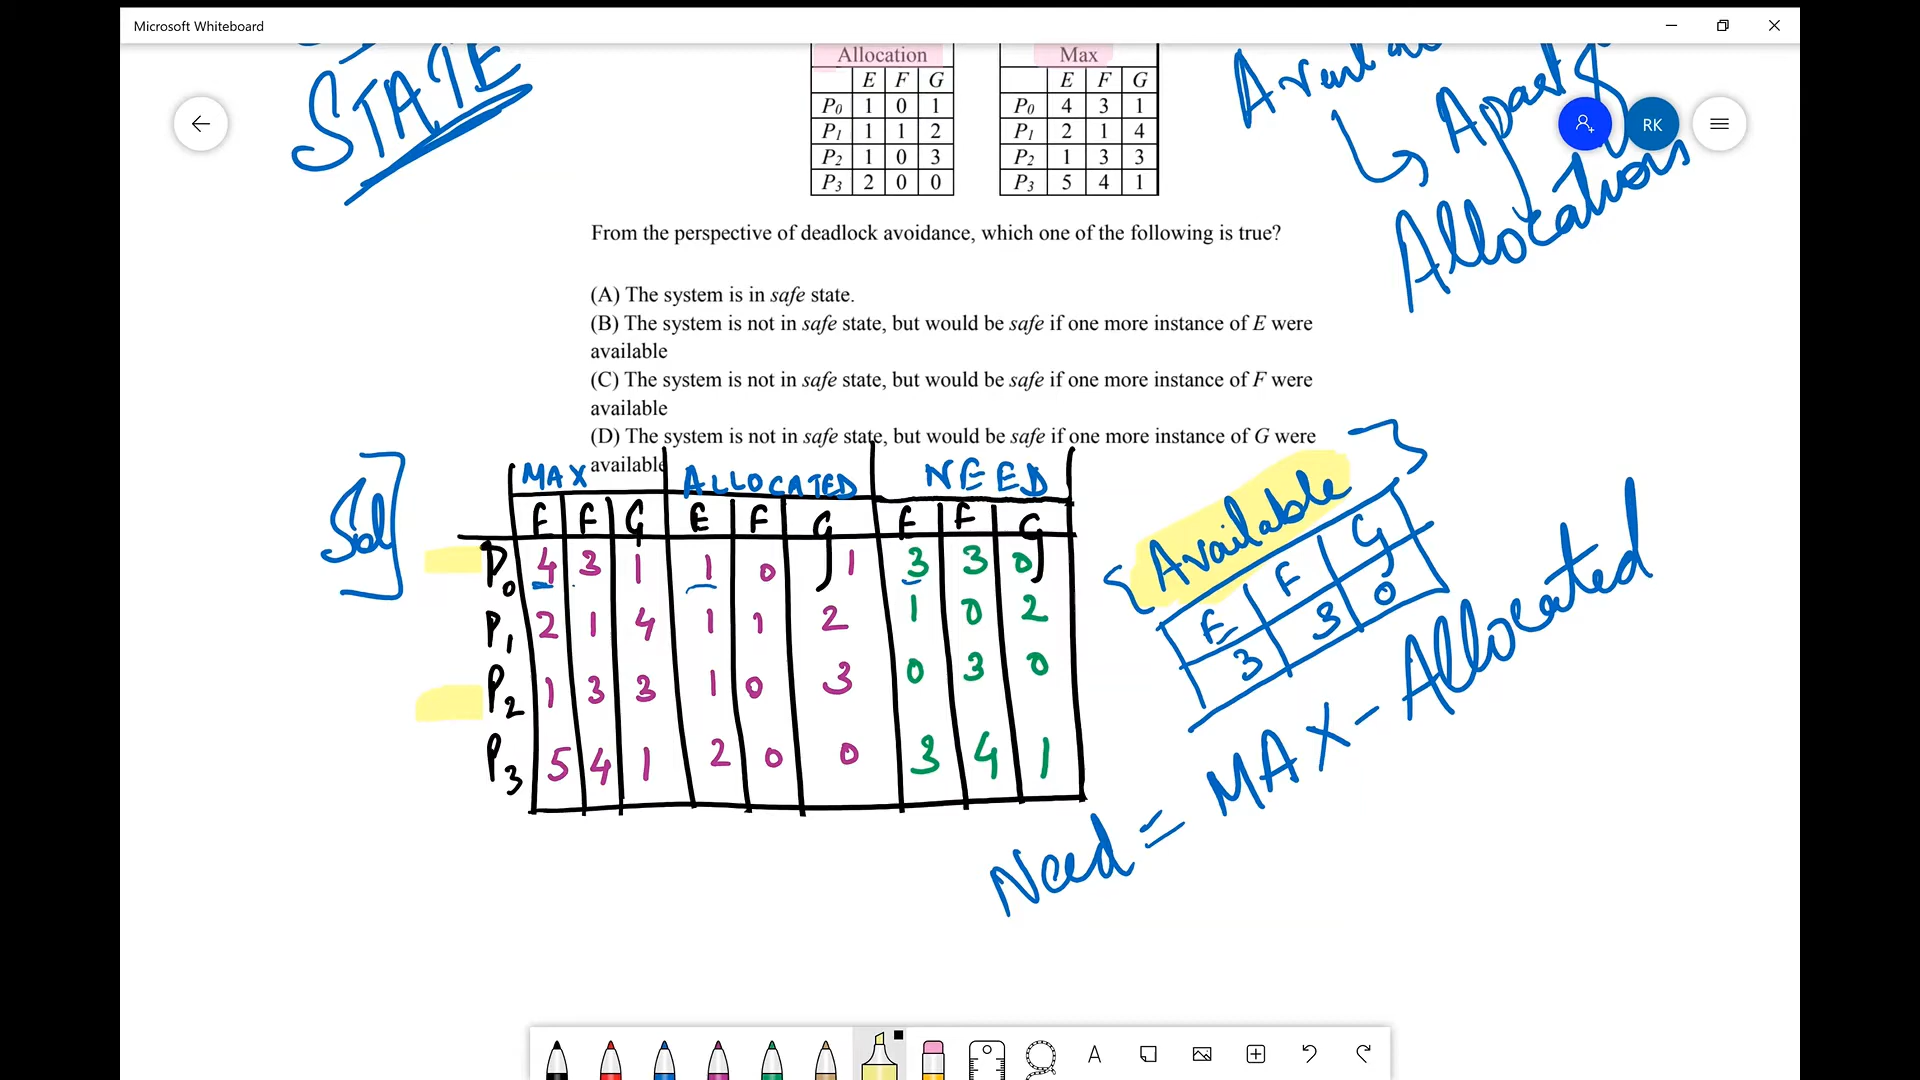 Microsoft Whiteboard
STATE
Allocation
E F G
P0 1 0 1
P1 1 1 2
P2 1 0 3
P3 2 0 0
Max
E F G
P0 4 3 1
P1 2 1 4
P2 1 3 3
P3 5 4 1
Apart
Allocations
RK
From the perspective of deadlock avoidance, which one of the following is true?
(A) The system is in safe state.
(B) The system is not in safe state, but would be safe if one more instance of E were
available
(C) The system is not in safe state, but would be safe if one more instance of F were
available
(D) The system is not in safe state, but would be safe if one more instance of G were
available
Sol
MAX ALLOCATED NEED
E F G E F G E F G
P0 4 3 1 1 0 1 3 3 0
P1 2 1 4 1 1 2 1 0 2
P2 1 3 3 1 0 3 0 3 0
P3 5 4 1 2 0 0 3 4 1
{Available}
E F G
3 3 0
Need = MAX - Allocated
A